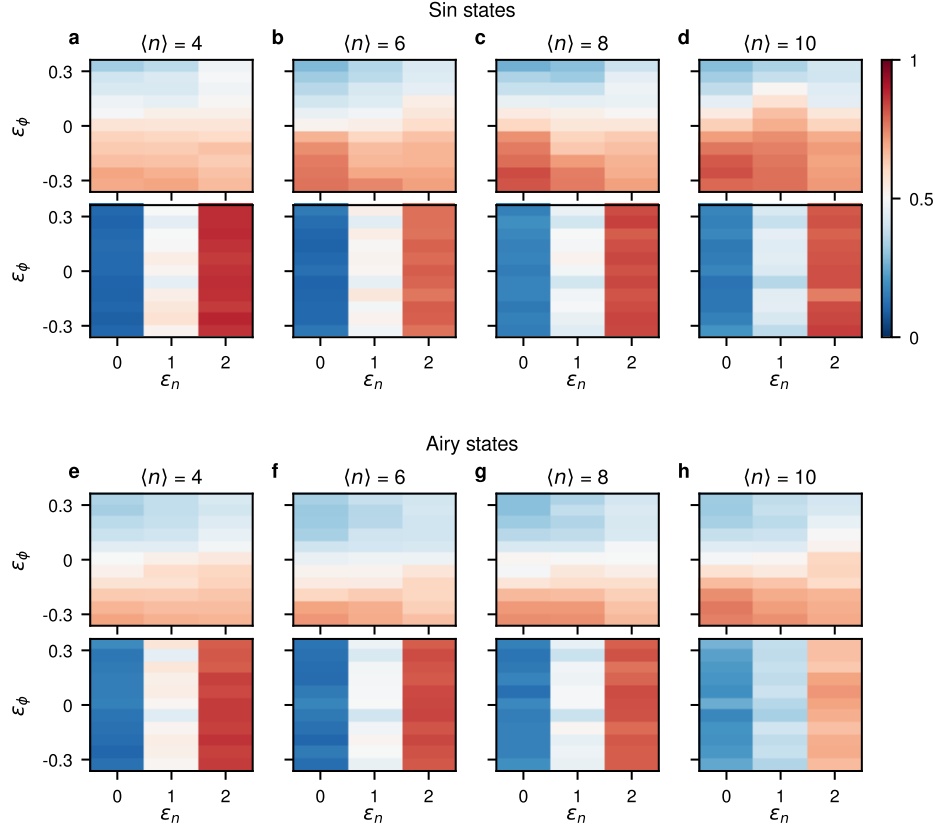 Sin states
a ⟨n⟩ = 4 b ⟨n⟩ = 6 c ⟨n⟩ = 8 d ⟨n⟩ = 10
0.3
0
-0.3
εϕ
1
0.5
0
0.3
0
-0.3
εϕ
0 1 2 0 1 2 0 1 2 0 1 2
εn εn εn εn
Airy states
e ⟨n⟩ = 4 f ⟨n⟩ = 6 g ⟨n⟩ = 8 h ⟨n⟩ = 10
0.3
0
-0.3
εϕ
0.3
0
-0.3
εϕ
0 1 2 0 1 2 0 1 2 0 1 2
εn εn εn εn